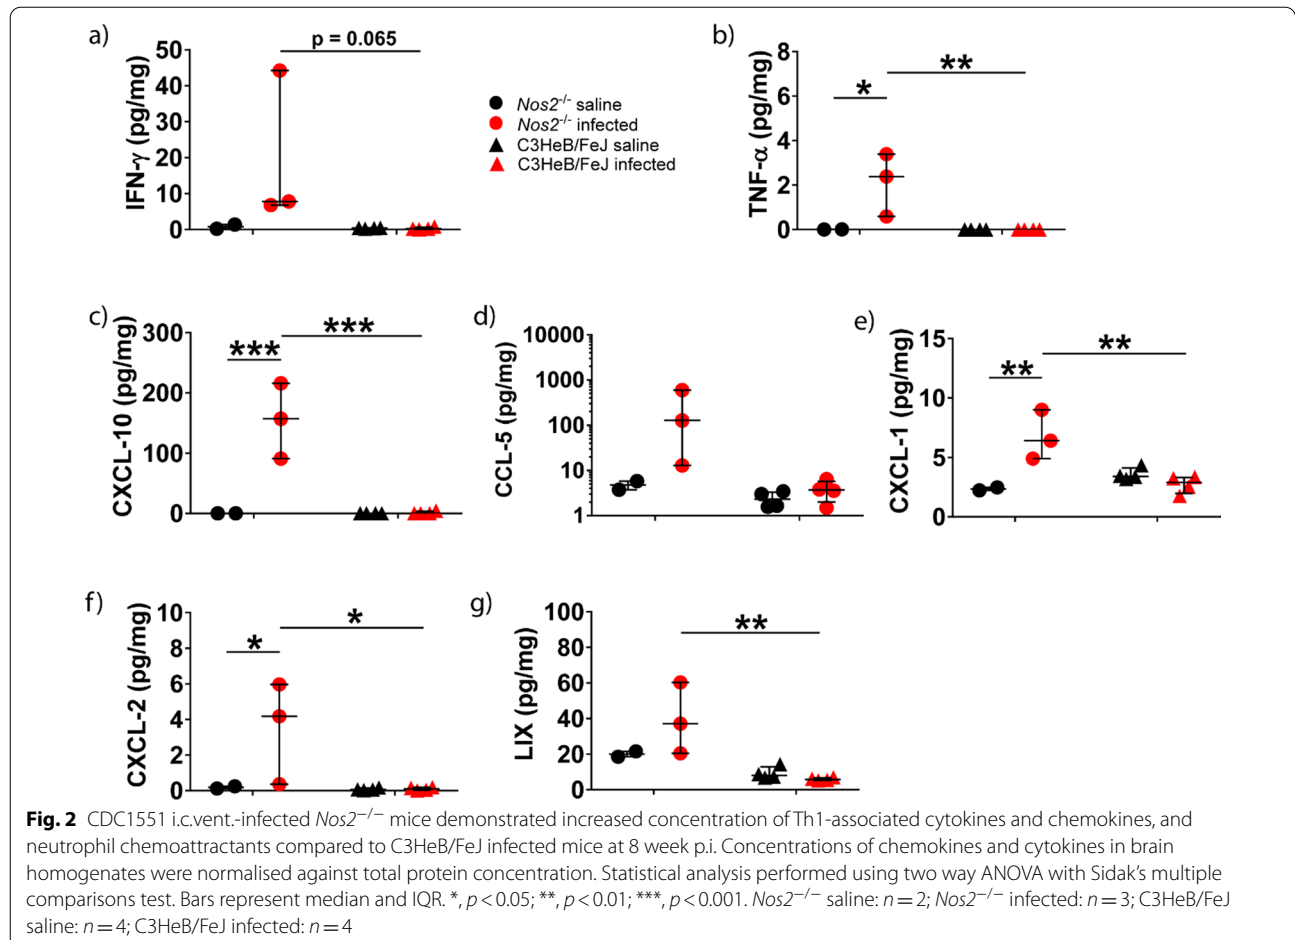 a)
p = 0.065
IFN-γ (pg/mg)
50
40
30
20
10
0
Nos2-/- saline
Nos2-/- infected
C3HeB/FeJ saline
C3HeB/FeJ infected
b)
TNF-α (pg/mg)
8
6
4
2
0
*
**
c)
CXCL-10 (pg/mg)
300
200
100
0
***
***
d)
CCL-5 (pg/mg)
10000
1000
100
10
1
e)
CXCL-1 (pg/mg)
15
10
5
0
**
**
f)
CXCL-2 (pg/mg)
10
8
6
4
2
0
*
*
g)
LIX (pg/mg)
100
80
60
40
20
0
**
Fig. 2 CDC1551 i.c.vent.-infected Nos2−/− mice demonstrated increased concentration of Th1-associated cytokines and chemokines, and
neutrophil chemoattractants compared to C3HeB/FeJ infected mice at 8 week p.i. Concentrations of chemokines and cytokines in brain
homogenates were normalised against total protein concentration. Statistical analysis performed using two way ANOVA with Sidak's multiple
comparisons test. Bars represent median and IQR. *, p < 0.05; **, p < 0.01; ***, p < 0.001. Nos2−/− saline: n = 2; Nos2−/− infected: n = 3; C3HeB/FeJ
saline: n = 4; C3HeB/FeJ infected: n = 4